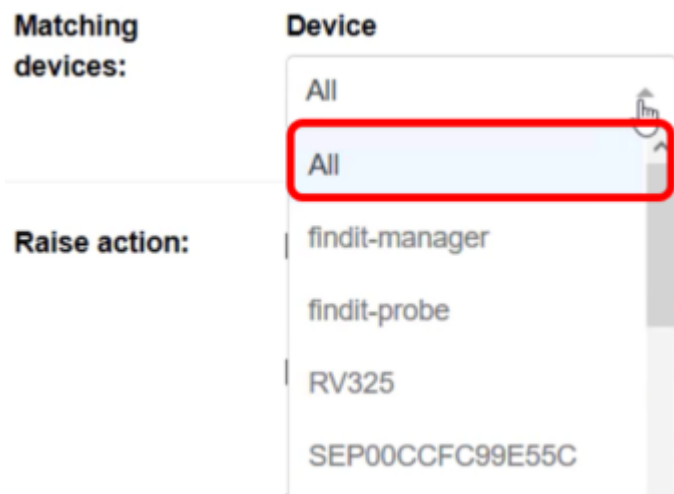 Matching
devices:
Device
All
All
Raise action:
findit-manager
findit-probe
RV325
SEP00CCFC99E55C